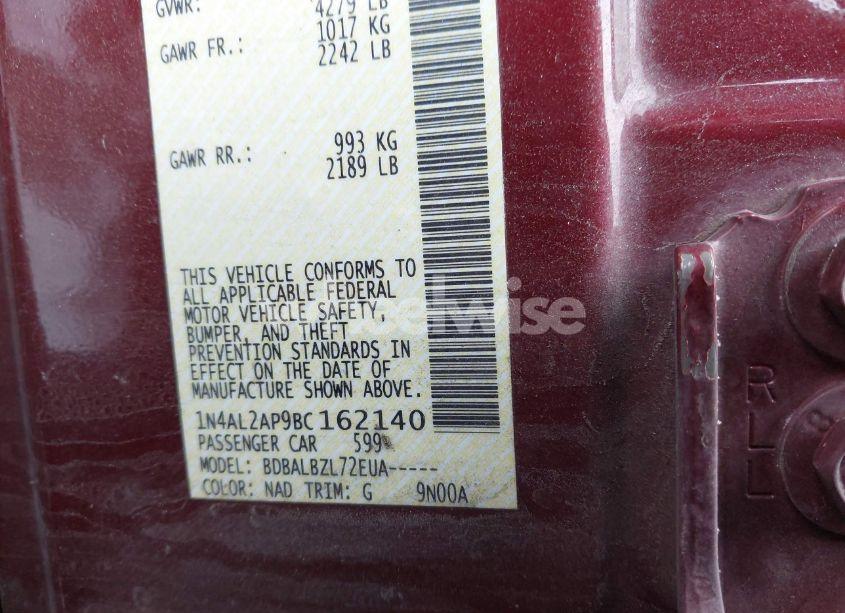 GVWR: 4279 LB
1017 KG
GAWR FR.: 2242 LB
993 KG
GAWR RR.: 2189 LB
THIS VEHICLE CONFORMS TO
ALL APPLICABLE FEDERAL
MOTOR VEHICLE SAFETY,
BUMPER, AND THEFT
PREVENTION STANDARDS IN
EFFECT ON THE DATE OF
MANUFACTURE SHOWN ABOVE.
1N4AL2AP9BC162140
PASSENGER CAR 599
MODEL: BDBALBZL72EUA-----
COLOR: NAD TRIM: G 9N00A
R
L
L
8